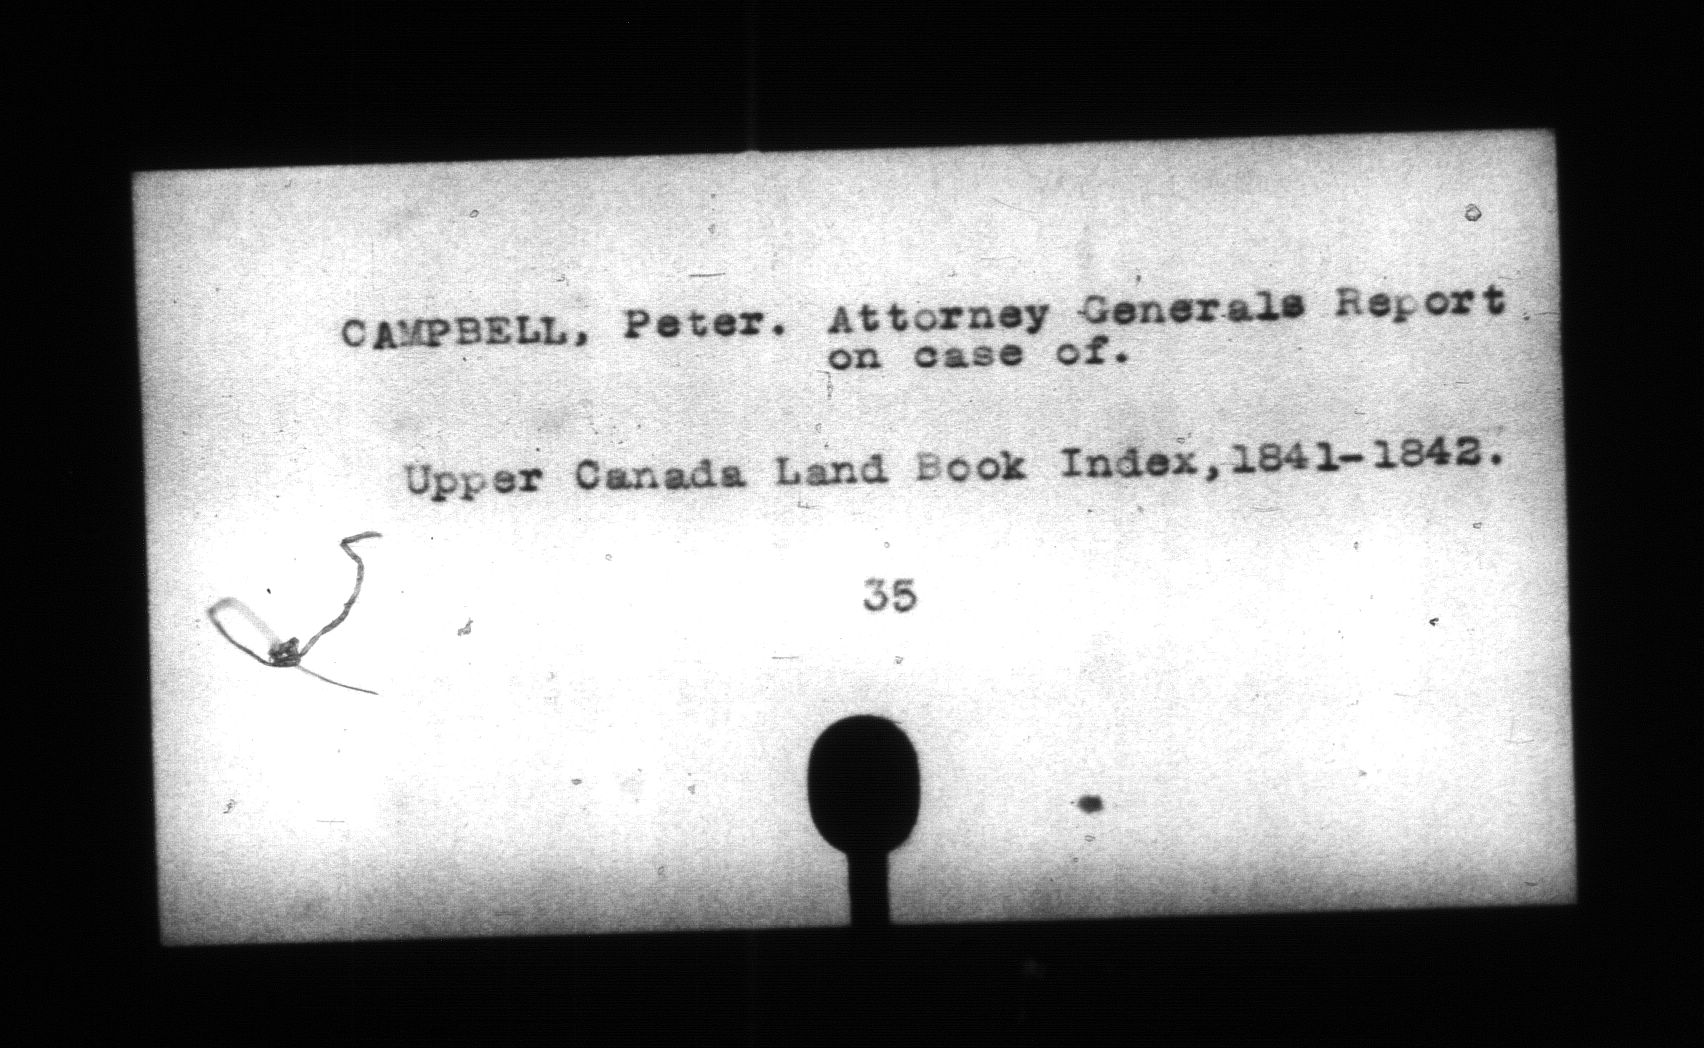 CAMPBELL, Peter. Attorney Generals Report
on case of.
Upper Canada Land Book Index,1841-1842.
35